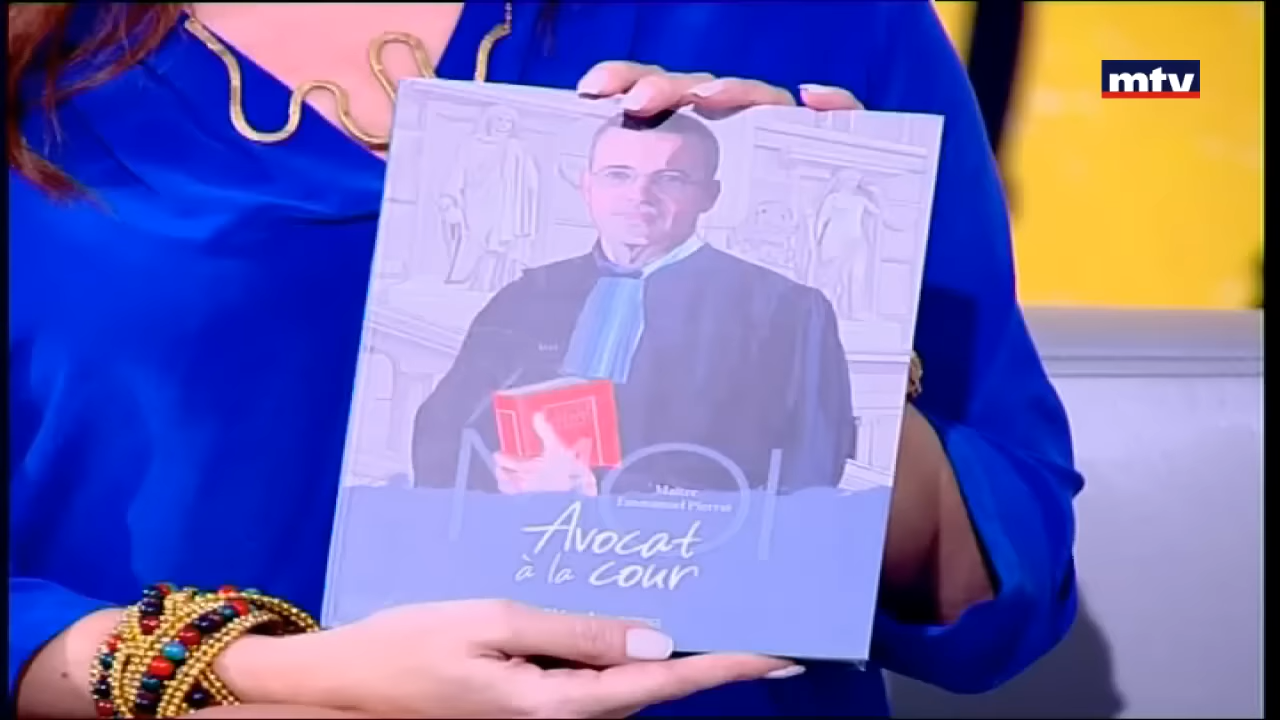 mtv
MOI
Maître
Emmanuel Pierrat
Avocat
à la cour